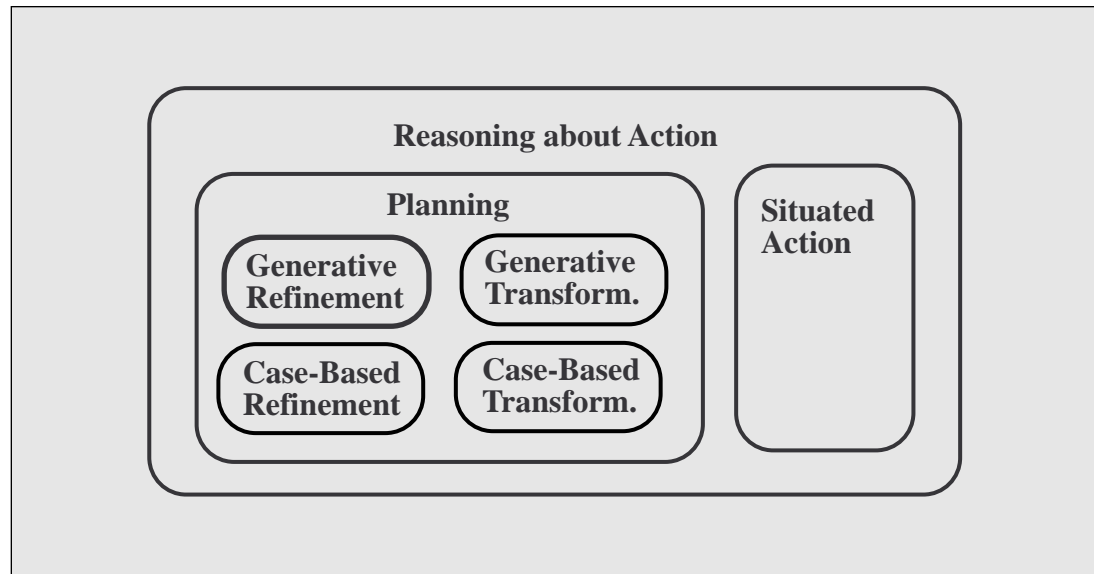 Reasoning about Action
Planning
Situated
Action
Generative
Refinement
Generative
Transform.
Case-Based
Refinement
Case-Based
Transform.